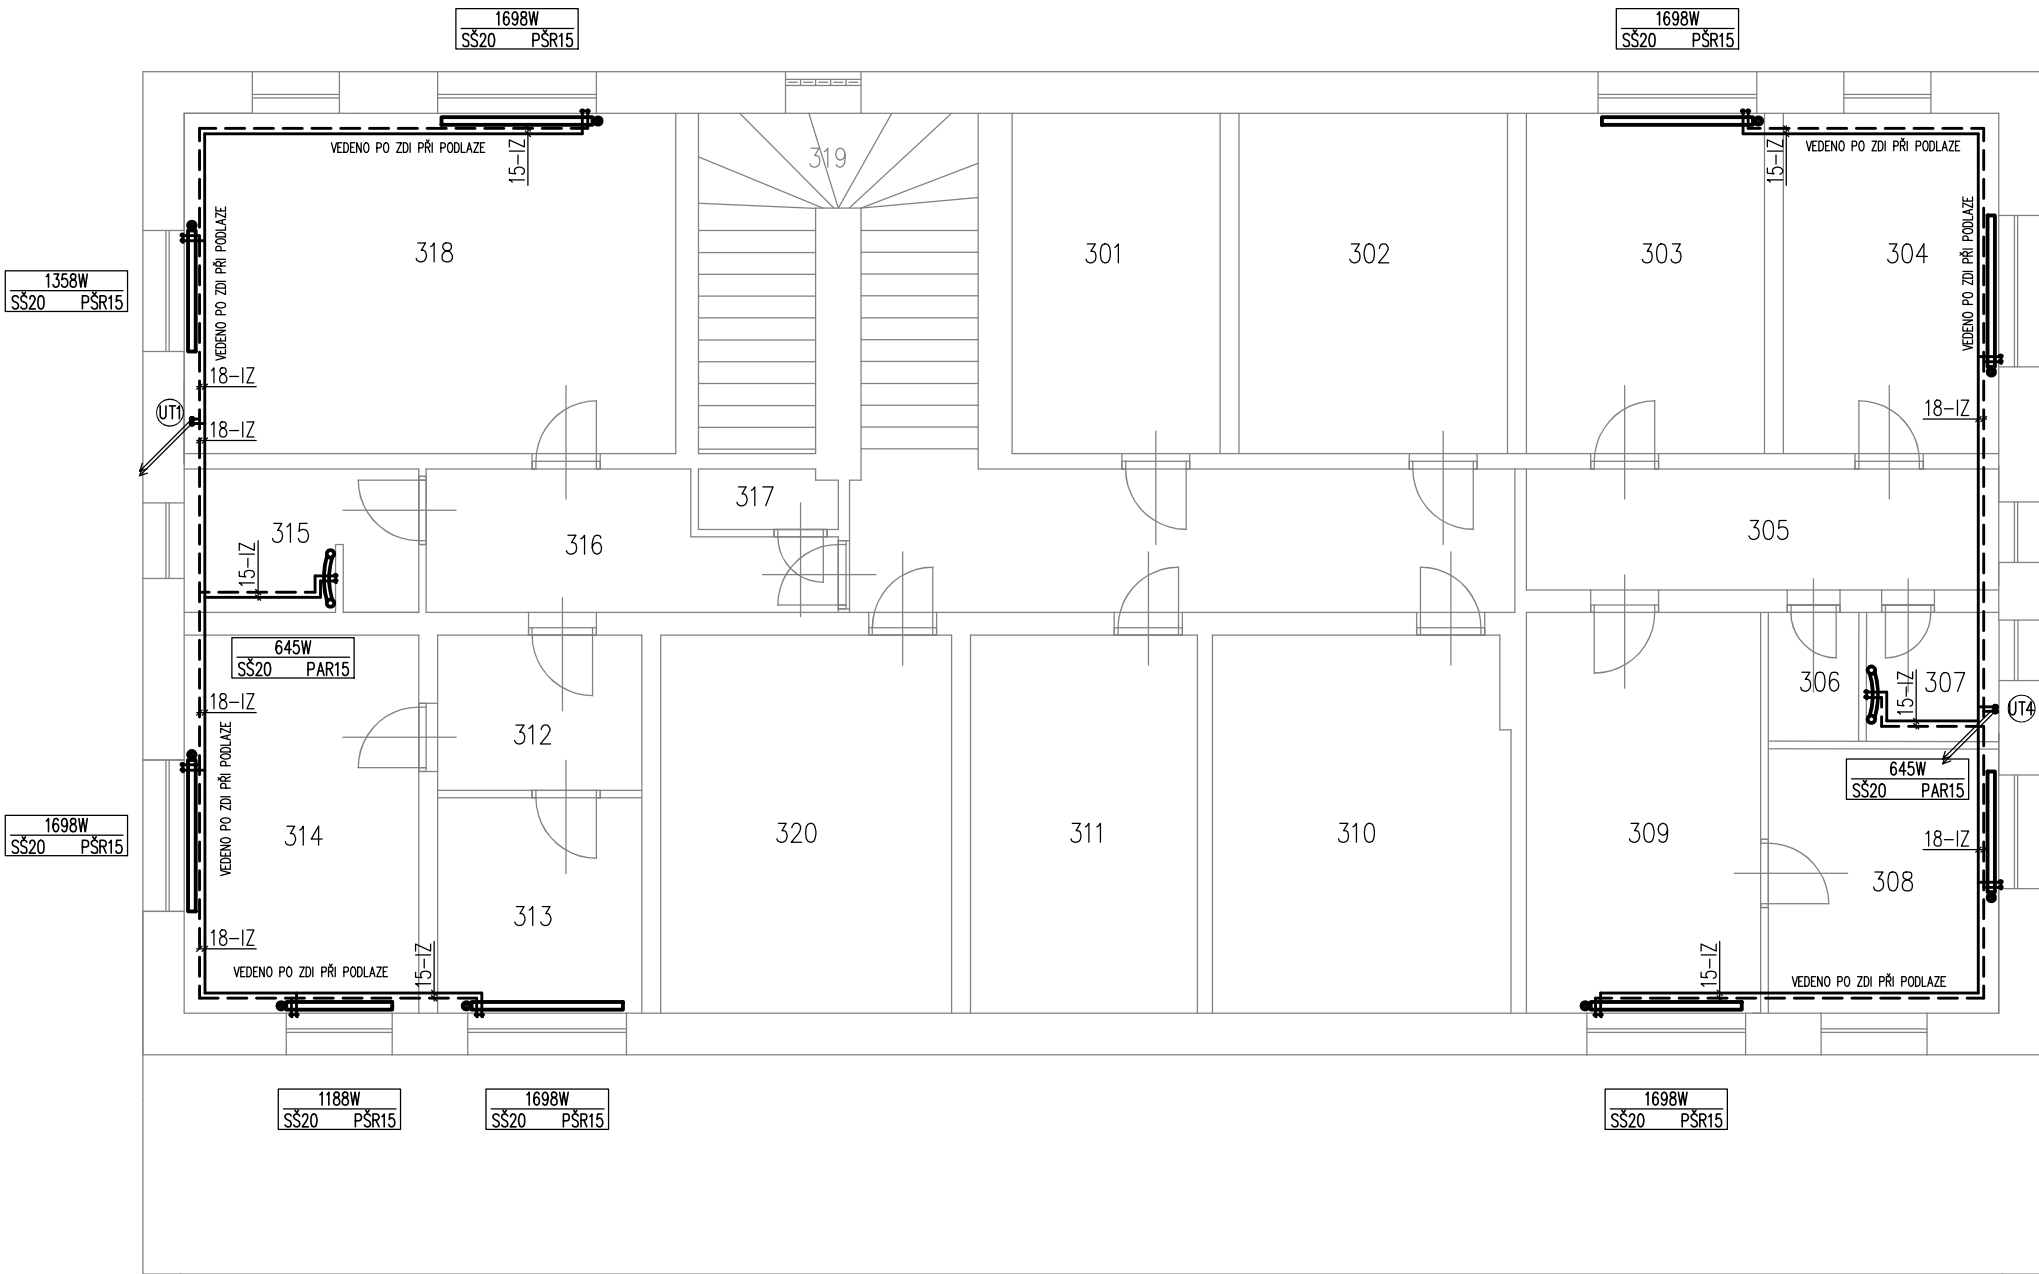 1698W
SŠ20 PŠR15
1698W
SŠ20 PŠR15
VEDENO PO ZDI PŘI PODLAZE
15-IZ
319
15-IZ
VEDENO PO ZDI PŘI PODLAZE
VEDENO PO ZDI PŘI PODLAZE
318
301
302
303
304
VEDENO PO ZDI PŘI PODLAZE
1358W
SŠ20 PŠR15
18-IZ
UT1
18-IZ
18-IZ
317
315
316
305
15-IZ
645W
SŠ20 PAR15
306
307
15-IZ
18-IZ
UT4
312
VEDENO PO ZDI PŘI PODLAZE
645W
SŠ20 PAR15
1698W
SŠ20 PŠR15
314
320
311
310
309
18-IZ
308
313
18-IZ
15-IZ
15-IZ
VEDENO PO ZDI PŘI PODLAZE
VEDENO PO ZDI PŘI PODLAZE
1188W
SŠ20 PŠR15
1698W
SŠ20 PŠR15
1698W
SŠ20 PŠR15